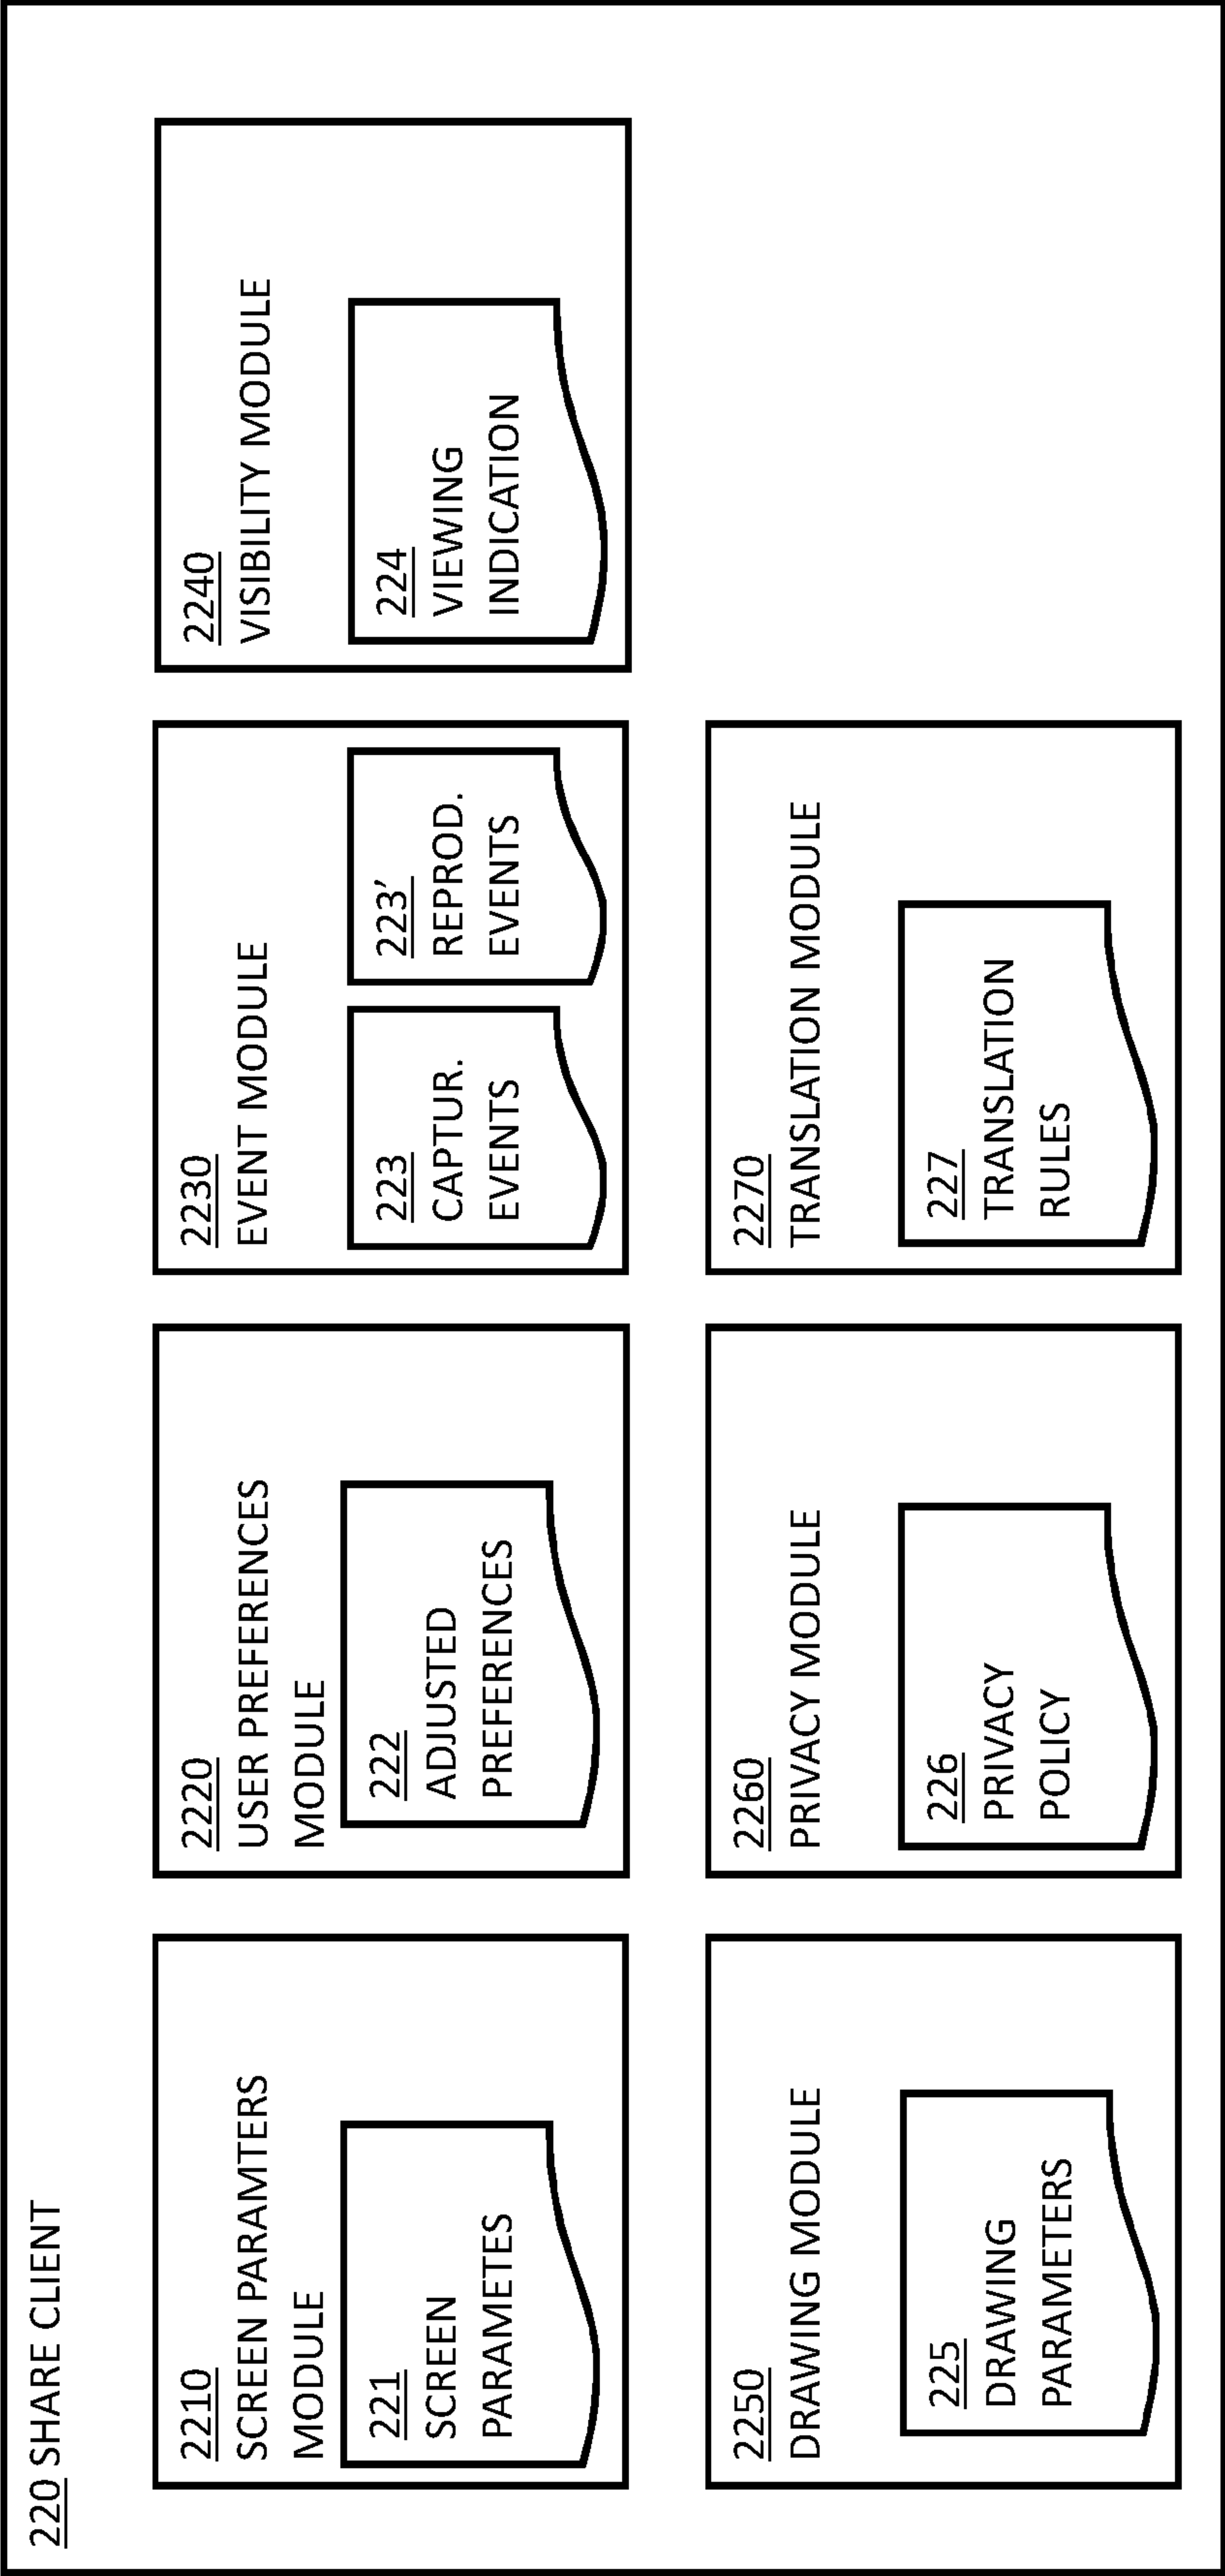 220 SHARE CLIENT
2210
SCREEN PARAMTERS
MODULE
221
SCREEN
PARAMETES
2220
USER PREFERENCES
MODULE
222
ADJUSTED
PREFERENCES
2230
EVENT MODULE
223
CAPTUR.
EVENTS
223’
REPROD.
EVENTS
2240
VISIBILITY MODULE
224
VIEWING
INDICATION
2250
DRAWING MODULE
225
DRAWING
PARAMETERS
2260
PRIVACY MODULE
226
PRIVACY
POLICY
2270
TRANSLATION MODULE
227
TRANSLATION
RULES